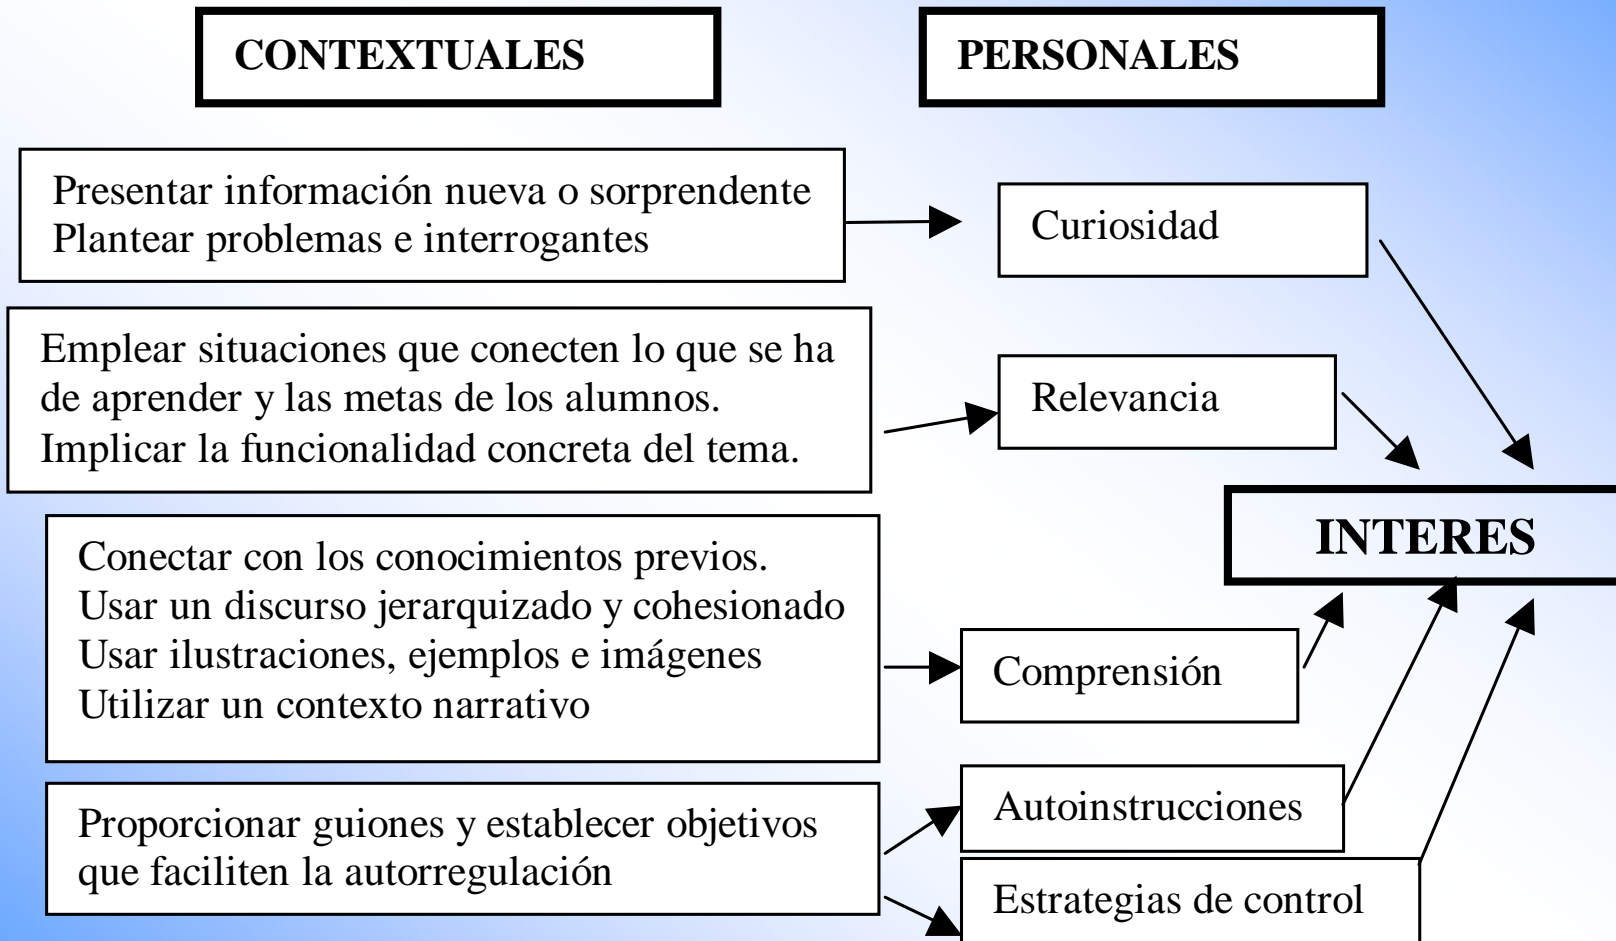 CONTEXTUALES
PERSONALES
Presentar información nueva o sorprendente
Plantear problemas e interrogantes
Curiosidad
Emplear situaciones que conecten lo que se ha
de aprender y las metas de los alumnos.
Implicar la funcionalidad concreta del tema.
Relevancia
INTERES
Conectar con los conocimientos previos.
Usar un discurso jerarquizado y cohesionado
Usar ilustraciones, ejemplos e imágenes
Utilizar un contexto narrativo
Comprensión
Proporcionar guiones y establecer objetivos
que faciliten la autorregulación
Autoinstrucciones
Estrategias de control